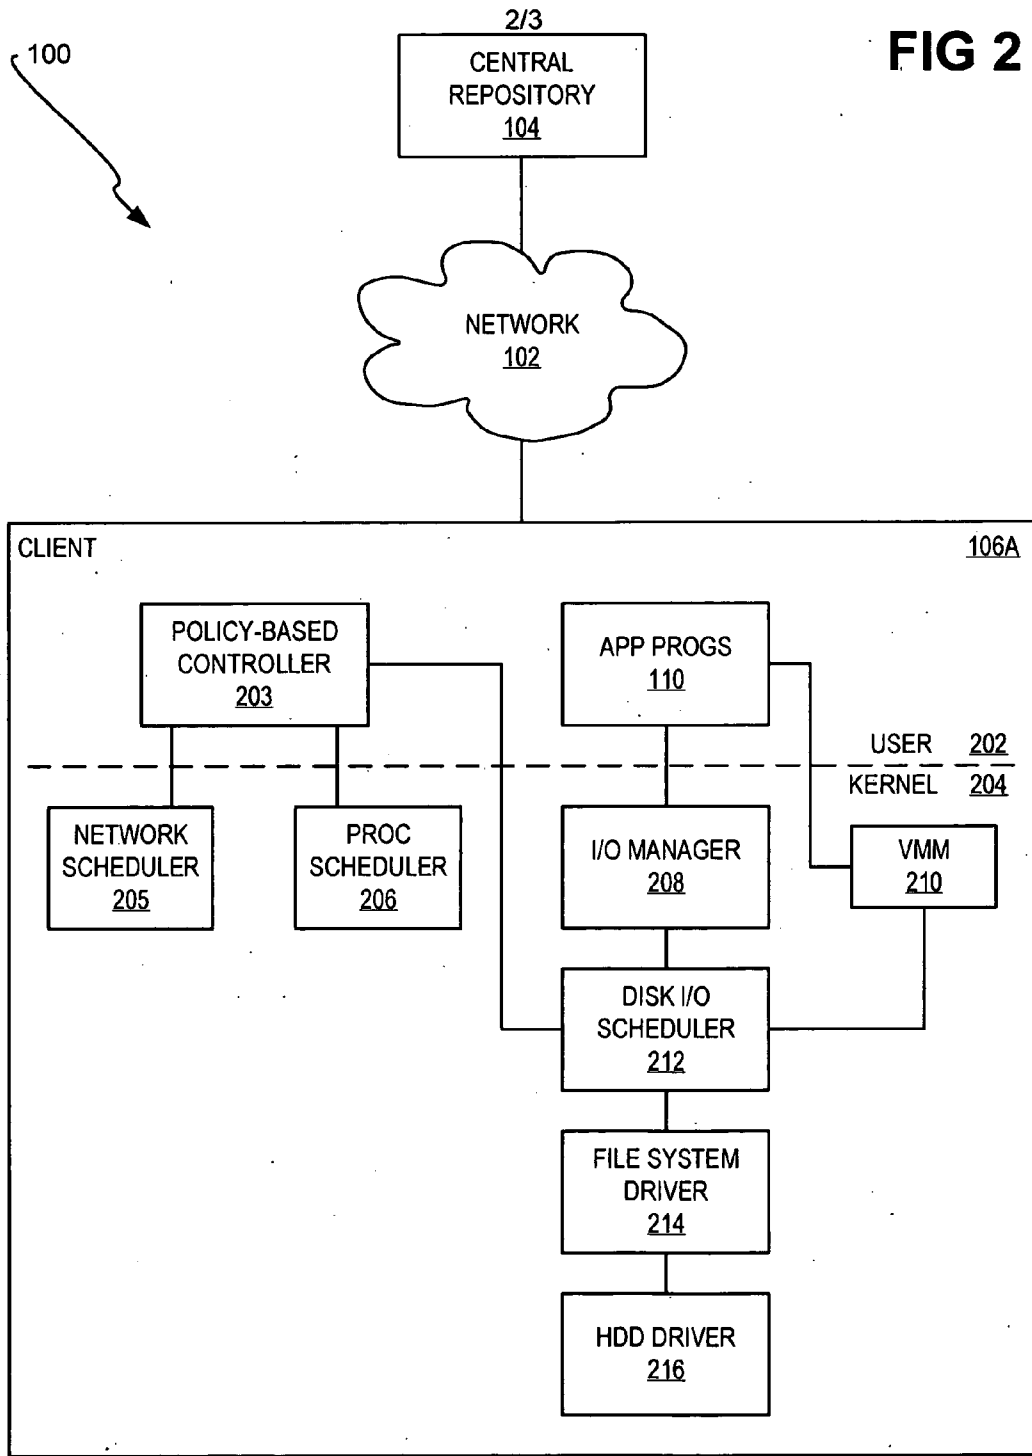 2/3
FIG 2
100
CENTRAL
REPOSITORY
104
NETWORK
102
CLIENT
106A
POLICY-BASED
CONTROLLER
203
APP PROGS
110
USER 202
KERNEL 204
NETWORK
SCHEDULER
205
PROC
SCHEDULER
206
I/O MANAGER
208
VMM
210
DISK I/O
SCHEDULER
212
FILE SYSTEM
DRIVER
214
HDD DRIVER
216